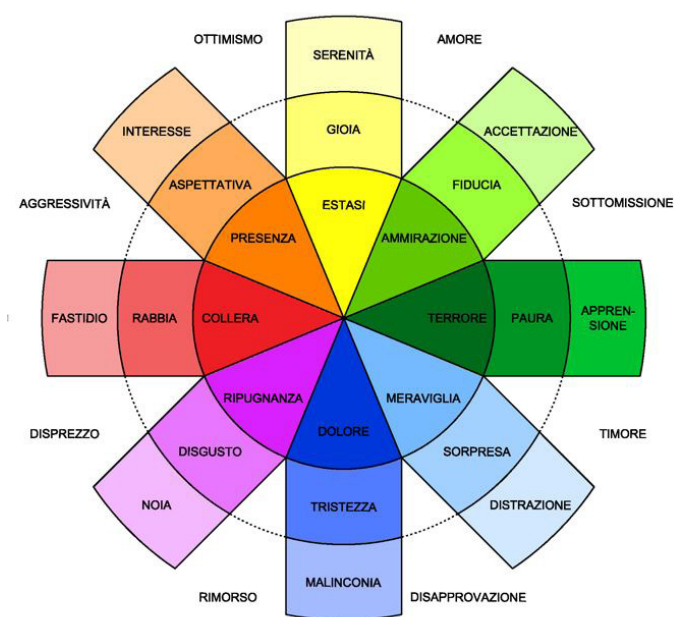 OTTIMISMO
SERENITÀ
AMORE
INTERESSE
GIOIA
ACCETTAZIONE
ASPETTATIVA
FIDUCIA
AGGRESSIVITÀ
ESTASI
SOTTOMISSIONE
PRESENZA
AMMIRAZIONE
FASTIDIO
RABBIA
COLLERA
TERRORE
PAURA
APPREN-
SIONE
RIPUGNANZA
MERAVIGLIA
DISPREZZO
DOLORE
TIMORE
DISGUSTO
SORPRESA
NOIA
TRISTEZZA
DISTRAZIONE
RIMORSO
MALINCONIA
DISAPPROVAZIONE